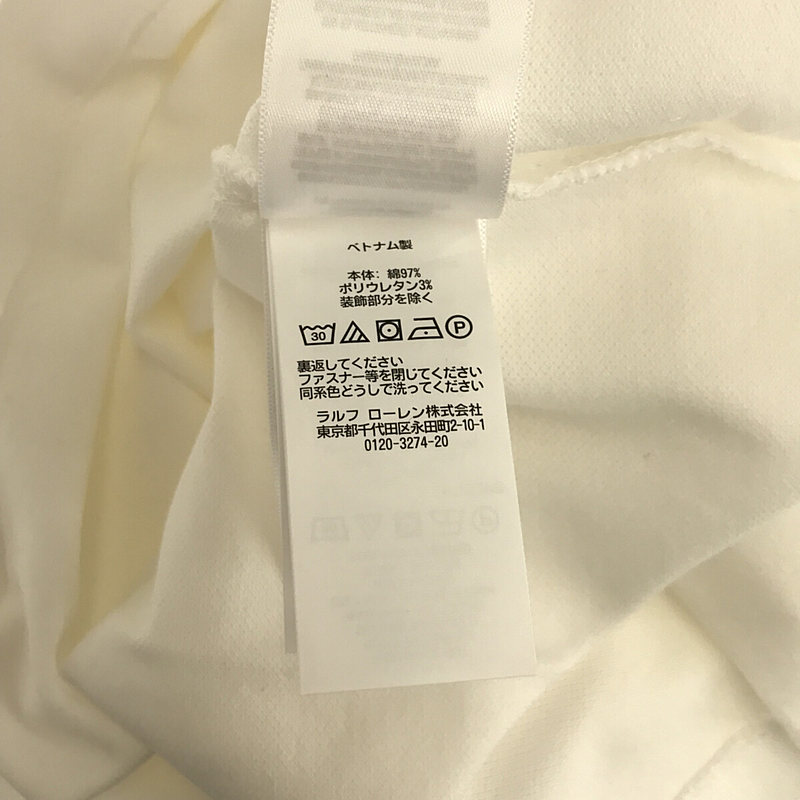 ベトナム製
本体: 綿97%
ポリウレタン3%
装飾部分を除く
30 P
裏返してください
ファスナー等を閉じてください
同系色どうしで洗ってください
ラルフ ローレン株式会社
東京都千代田区永田町2-10-1
0120-3274-20